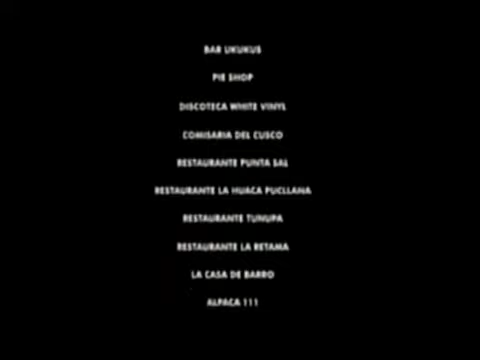 BAR UKUKUS
PIE SHOP
DISCOTECA WHITE VINYL
COMISARIA DEL CUSCO
RESTAURANTE PUNTA SAL
RESTAURANTE LA HUACA PUCLLANA
RESTAURANTE TUNUPA
RESTAURANTE LA RETAMA
LA CASA DE BARRO
ALPACA 111